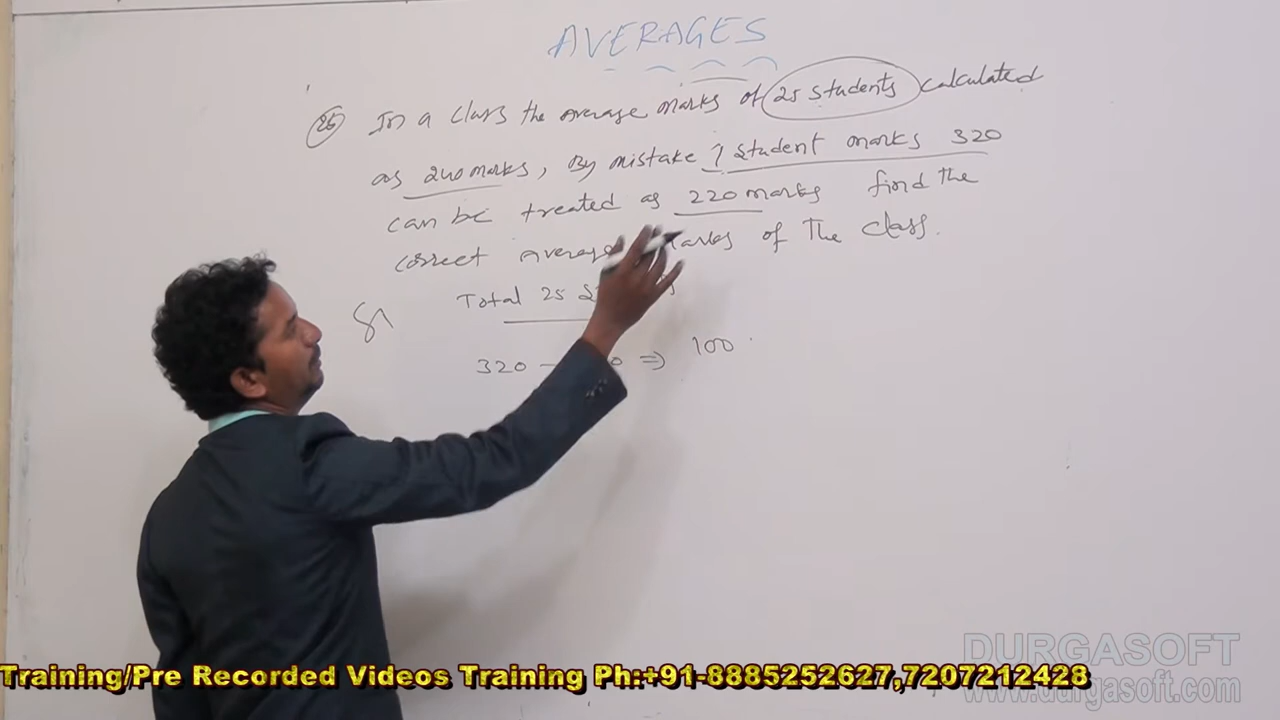 AVERAGES
26 In a class the average marks of 25 students calculated
as 240 marks, By mistake 1 student marks 320
can be treated as 220 marks find the
correct average marks of the class.
Total 25
320 - ⇒ 100
DURGASOFT
www.durgasoft.com
Training/Pre Recorded Videos Training Ph:+91-8885252627,7207212428